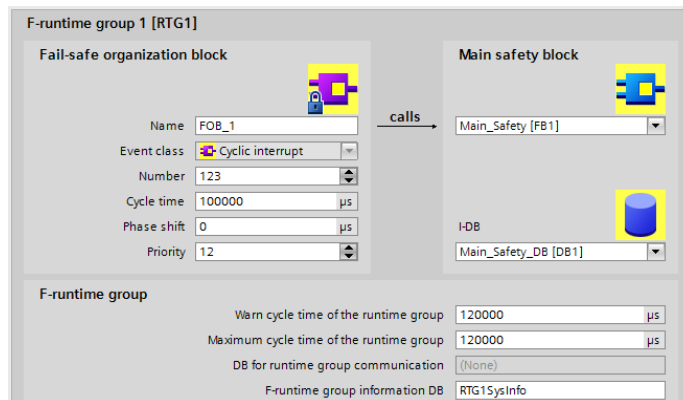 F-runtime group 1 [RTG1]
Fail-safe organization block
Main safety block
Name FOB_1
calls
Main_Safety [FB1]
Event class Cyclic interrupt
Number 123
Cycle time 100000 µs
Phase shift 0 µs
I-DB
Priority 12
Main_Safety_DB [DB1]
F-runtime group
Warn cycle time of the runtime group 120000 µs
Maximum cycle time of the runtime group 120000 µs
DB for runtime group communication (None)
F-runtime group information DB RTG1SysInfo